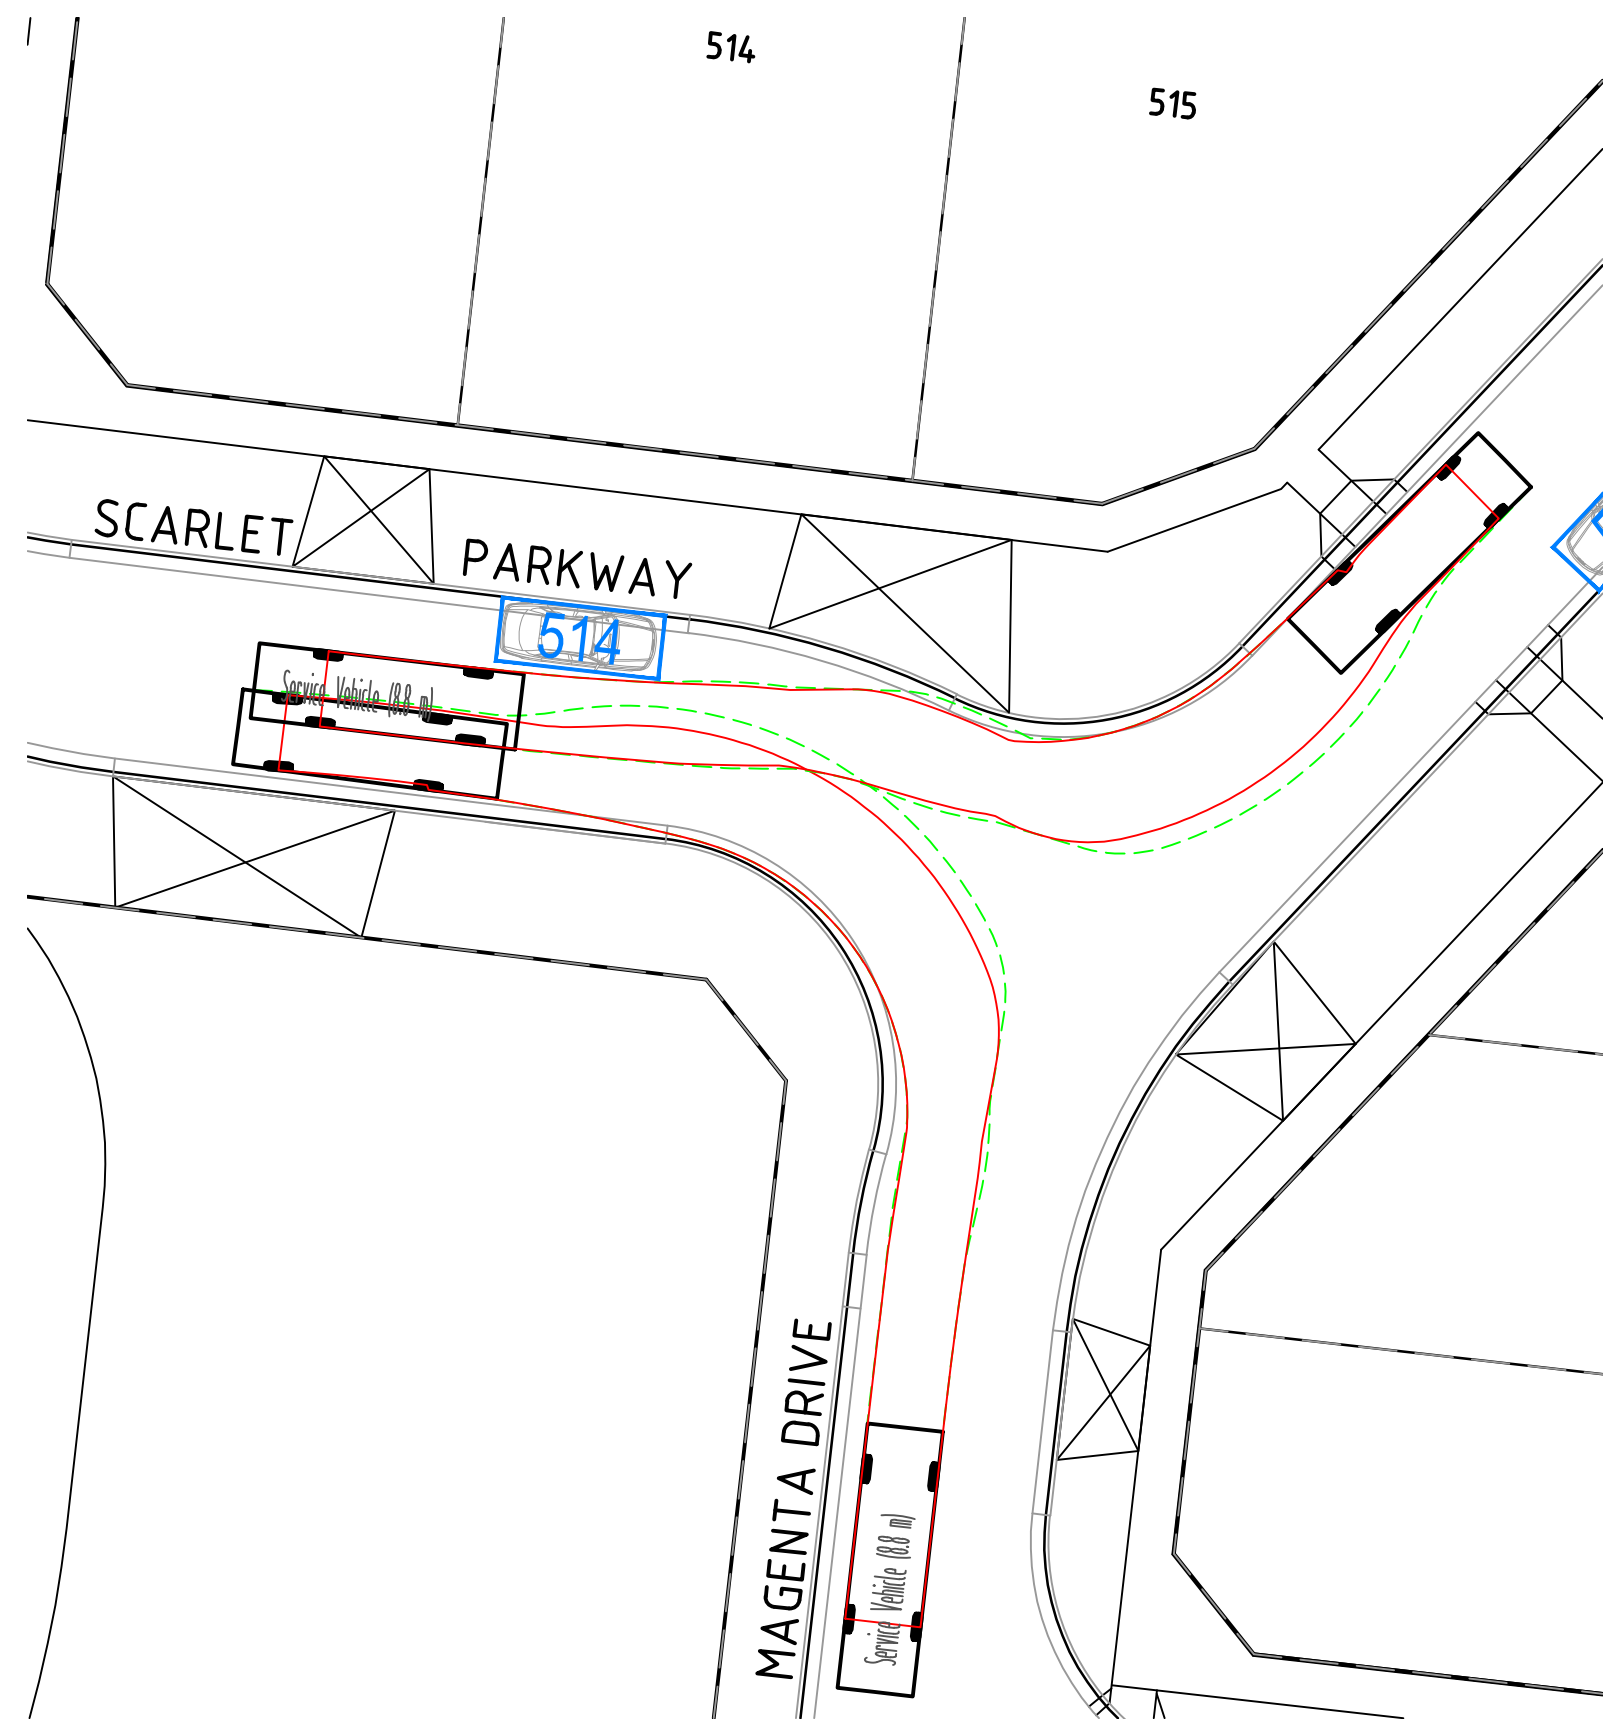 514
515
SCARLET PARKWAY
514
Service Vehicle (8.8 m)
MAGENTA DRIVE
Service Vehicle (8.8 m)